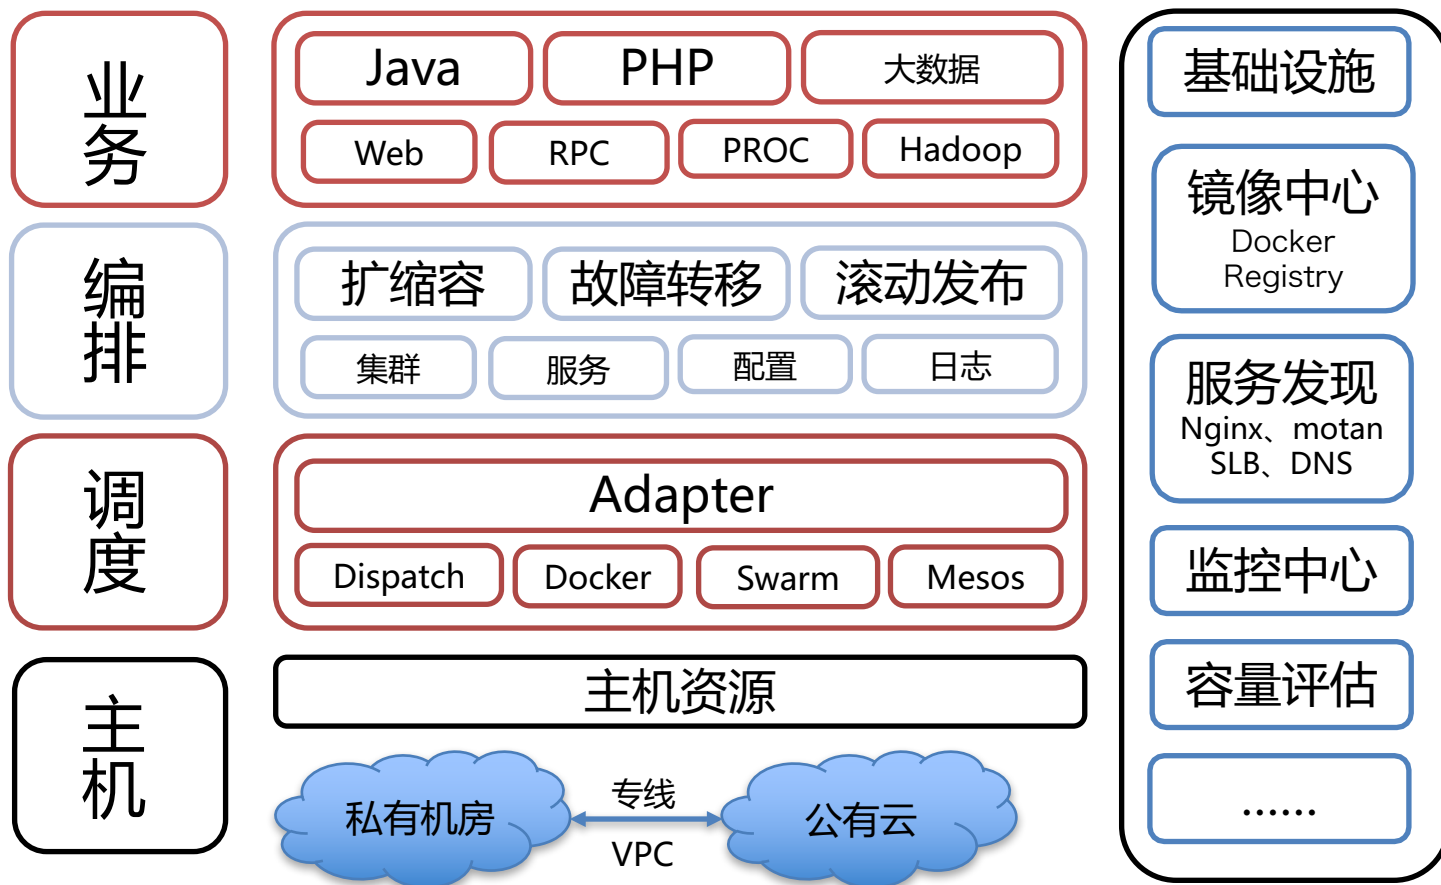 业
务
Java
PHP
大数据
Web
RPC
PROC
Hadoop
编
排
扩缩容
故障转移
滚动发布
集群
服务
配置
日志
调
度
Adapter
Dispatch
Docker
Swarm
Mesos
主
机
主机资源
私有机房
专线
VPC
公有云
基础设施
镜像中心
Docker
Registry
服务发现
Nginx、motan
SLB、DNS
监控中心
容量评估
......